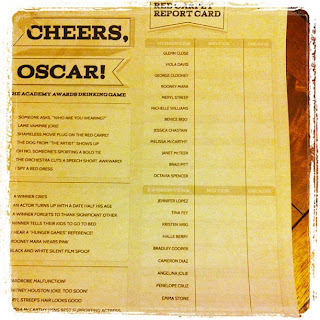 CHEERS,
OSCAR!
THE ACADEMY AWARDS DRINKING GAME
SOMEONE ASKS, "WHO ARE YOU WEARING?"
LAME VAMPIRE JOKE!
SHAMELESS MOVIE PLUG ON THE RED CARPET
THE DOG FROM "THE ARTIST" SHOWS UP
OH NO, SOMEONE'S SPORTING A BOLO TIE
THE ORCHESTRA CUTS A SPEECH SHORT. AWKWARD!
I SPY A RED DRESS
A WINNER CRIES
AN ACTOR TURNS UP WITH A DATE HALF HIS AGE
A WINNER FORGETS TO THANK SIGNIFICANT OTHER
WINNER TELLS THEIR KIDS TO GO TO BED
HEAR A "HUNGER GAMES" REFERENCE!
ROONEY MARA WEARS PINK
BLACK AND WHITE SILENT FILM SPOOF
WARDROBE MALFUNCTION!
WHITNEY HOUSTON JOKE. TOO SOON!
MERYL STREEP'S HAIR LOOKS GOOD
RED CARPET
REPORT CARD
GLENN CLOSE
VIOLA DAVIS
GEORGE CLOONEY
ROONEY MARA
MERYL STREEP
MICHELLE WILLIAMS
BENICE BEJO
JESSICA CHASTAIN
MELISSA MCCARTHY
JANET MCTEER
BRAD PITT
OCTAVIA SPENCER
JENNIFER LOPEZ
TINA FEY
KRISTEN WIIG
HALLE BERRY
BRADLEY COOPER
CAMERON DIAZ
ANGELINA JOLIE
PENELOPE CRUZ
EMMA STONE